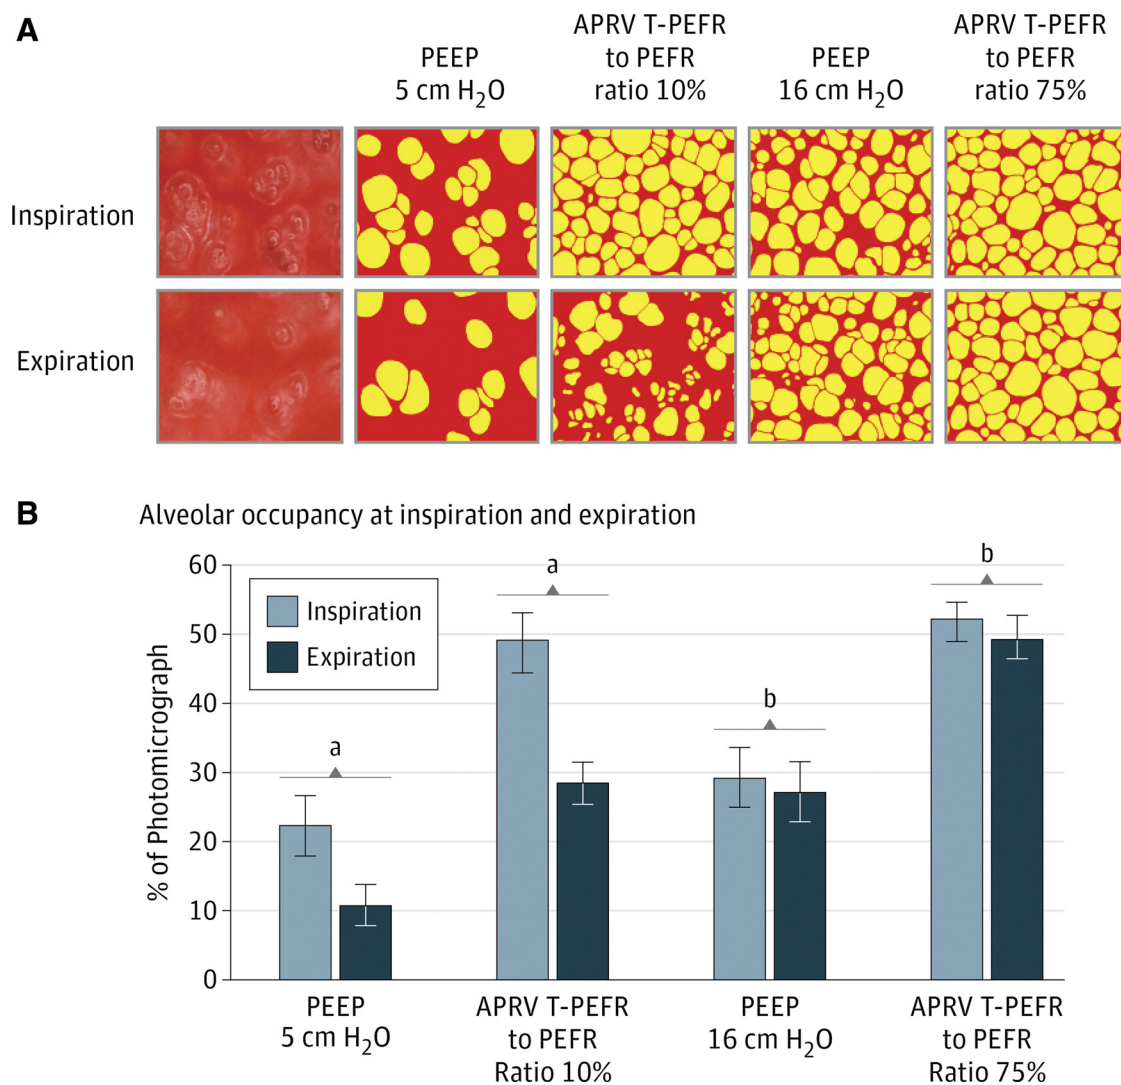 A
PEEP
5 cm H₂O
APRV T-PEFR
to PEFR
ratio 10%
PEEP
16 cm H₂O
APRV T-PEFR
to PEFR
ratio 75%
Inspiration
Expiration
B
Alveolar occupancy at inspiration and expiration
% of Photomicrograph
60
50
40
30
20
10
0
Inspiration
Expiration
a
a
b
b
PEEP
5 cm H₂O
APRV T-PEFR
to PEFR
Ratio 10%
PEEP
16 cm H₂O
APRV T-PEFR
to PEFR
Ratio 75%